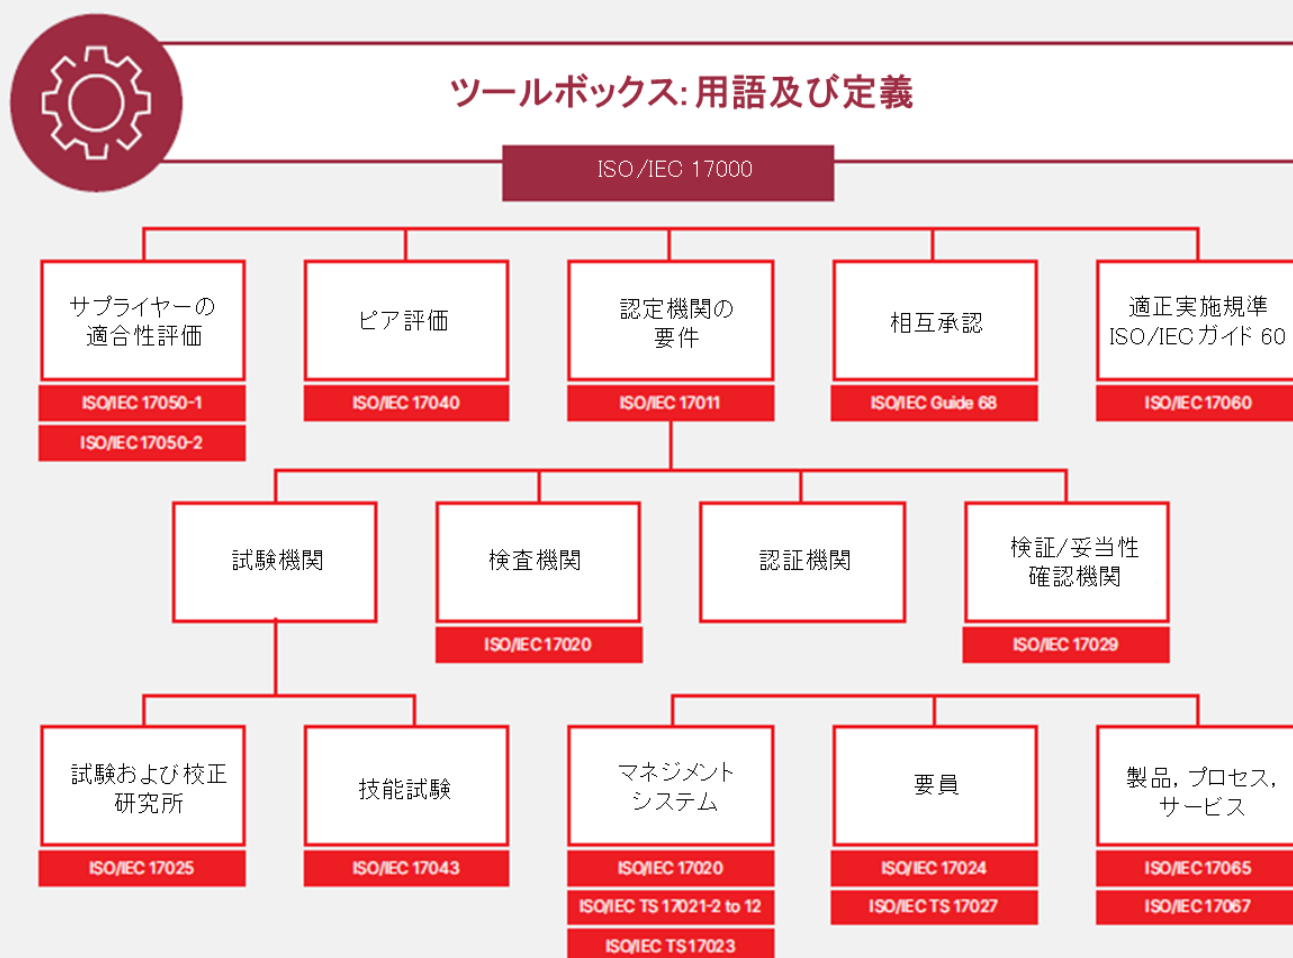 ツールボックス: 用語及び定義
ISO/IEC 17000
サプライヤーの
適合性評価
ISO/IEC 17050-1
ISO/IEC 17050-2
ピア評価
ISO/IEC 17040
認定機関の
要件
ISO/IEC 17011
相互承認
ISO/IEC Guide 68
適正実施規準
ISO/IECガイド 60
ISO/IEC 17060
試験機関
検査機関
ISO/IEC 17020
認証機関
検証/妥当性
確認機関
ISO/IEC 17029
試験および校正
研究所
ISO/IEC 17025
技能試験
ISO/IEC 17043
マネジメント
システム
ISO/IEC 17020
ISO/IEC TS 17021-2 to 12
ISO/IEC TS 17023
要員
ISO/IEC 17024
ISO/IEC TS 17027
製品, プロセス,
サービス
ISO/IEC 17065
ISO/IEC 17067